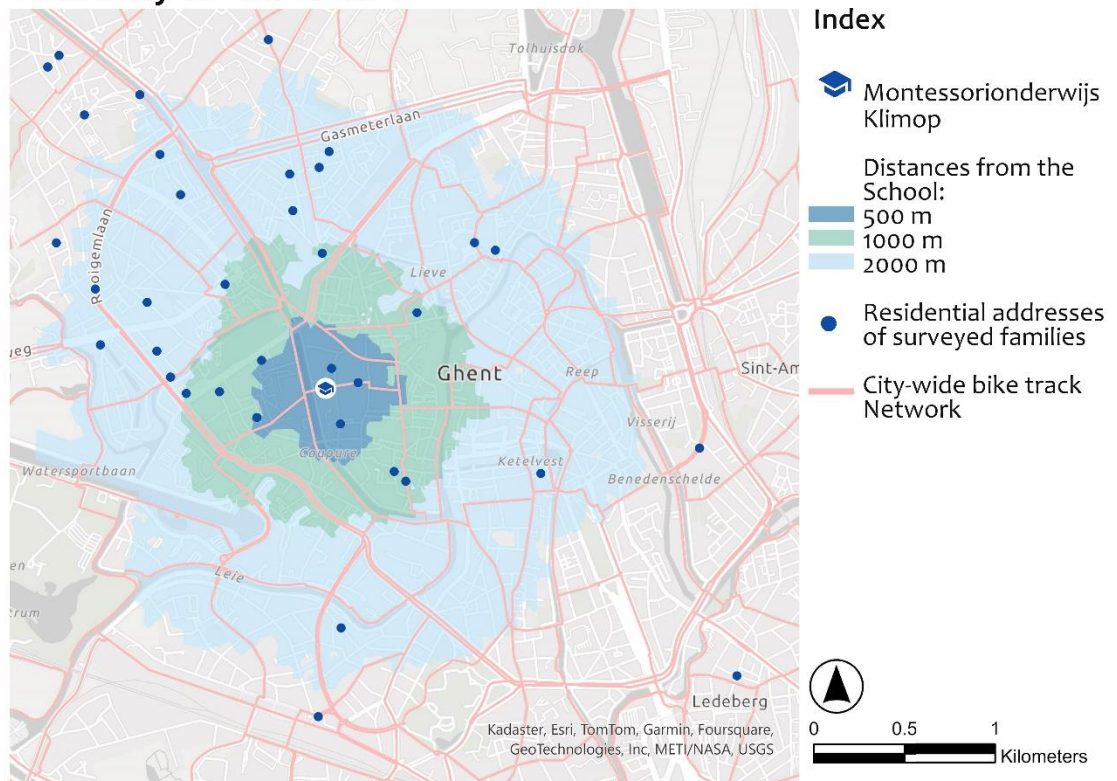 Index
Montessorionderwijs
Klimop
Distances from the
School:
500 m
1000 m
2000 m
Residential addresses
of surveyed families
City-wide bike track
Network
Tolhuisdok
Gasmeterlaan
Rooigemlaan
Lieve
Ghent
Reep
Sint-Am
Visserij
Coupure
Watersportbaan
Ketelvest
Benedenschelde
Leie
Ledeberg
Kadaster, Esri, TomTom, Garmin, Foursquare,
GeoTechnologies, Inc, METI/NASA, USGS
0 0.5 1
Kilometers